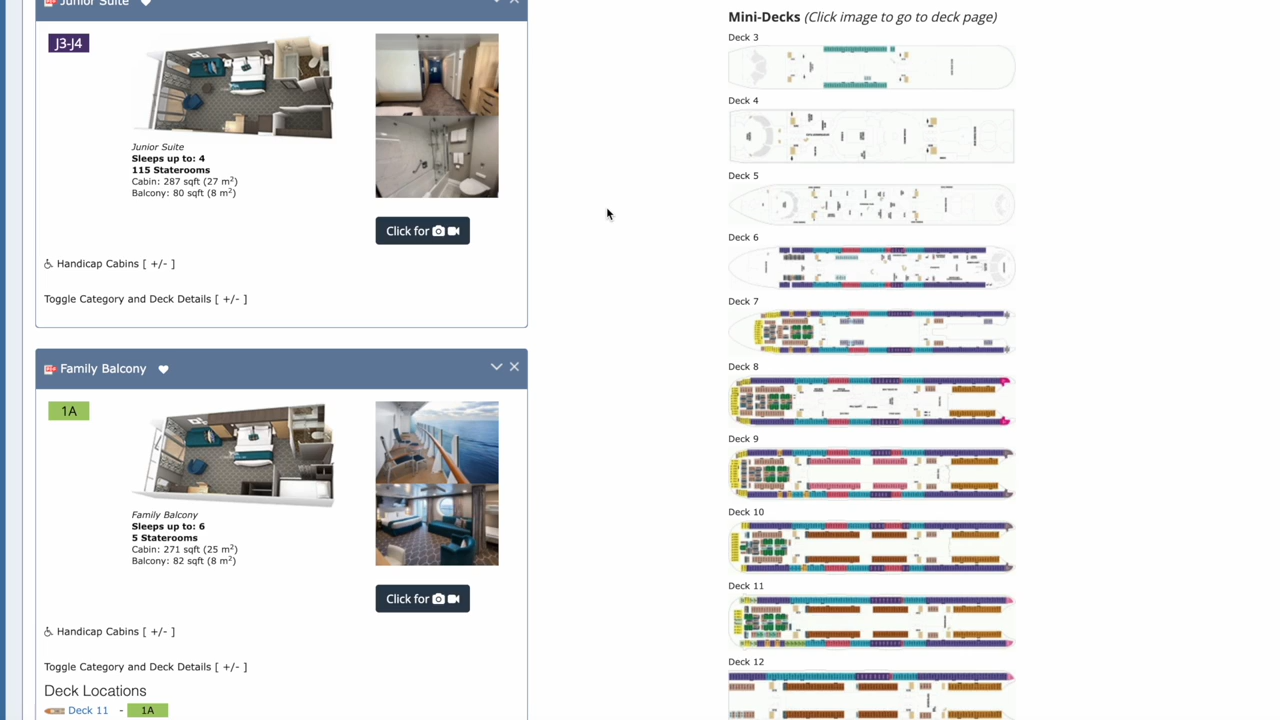 Junior Suite
J3-J4
Junior Suite
Sleeps up to: 4
115 Staterooms
Cabin: 287 sqft (27 m²)
Balcony: 80 sqft (8 m²)
Click for
Handicap Cabins [ +/- ]
Toggle Category and Deck Details [ +/- ]
Family Balcony
1A
Family Balcony
Sleeps up to: 6
5 Staterooms
Cabin: 271 sqft (25 m²)
Balcony: 82 sqft (8 m²)
Click for
Handicap Cabins [ +/- ]
Toggle Category and Deck Details [ +/- ]
Deck Locations
Deck 11 - 1A
Mini-Decks (Click image to go to deck page)
Deck 3
Deck 4
Deck 5
Deck 6
Deck 7
Deck 8
Deck 9
Deck 10
Deck 11
Deck 12